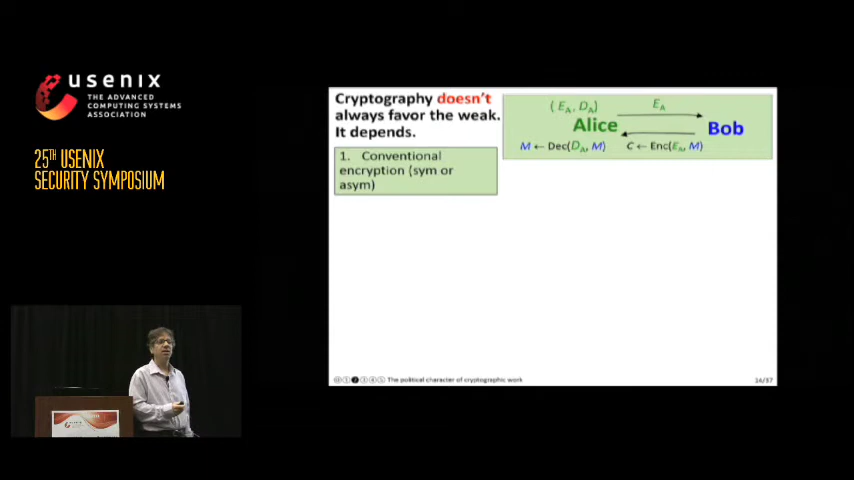 usenix
THE ADVANCED
COMPUTING SYSTEMS
ASSOCIATION
25TH USENIX
SECURITY SYMPOSIUM
Cryptography doesn't
always favor the weak.
It depends.
1. Conventional
encryption (sym or
asym)
(EA, DA)
EA
Alice
Bob
M ← Dec(DA, M)
C ← Enc(EA, M)
The political character of cryptographic work
14/37